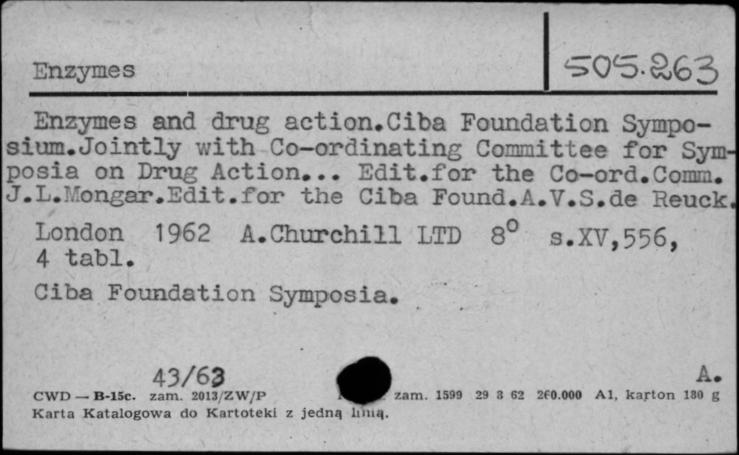 Enzymes 505.263
Enzymes and drug action.Ciba Foundation Sympo-
sium.Jointly with Co-ordinating Committee for Sym-
posia on Drug Action... Edit.for the Co-ord.Comm.
J.L.Mongar.Edit.for the Ciba Found.A.V.S.de Reuck.
London 1962 A.Churchill LTD 8° s.XV,556,
4 tabl.
Ciba Foundation Symposia.
43/63 A.
CWD — B-15c. zam. 2013/ZW/P zam. 1599 29 3 62 260.000 A1, karton 180 g
Karta Katalogowa do Kartoteki z jedną linią.